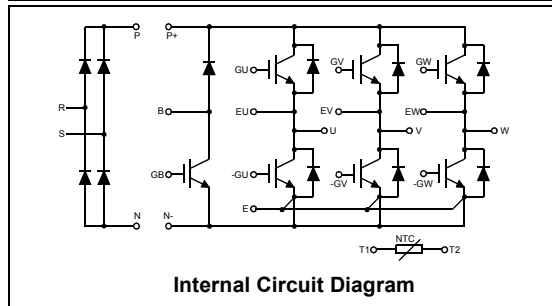 P P+
GU GV GW
R B EU EV EW
S U V W
GB -GU -GV -GW
N N- E
NTC
T1 T2
Internal Circuit Diagram